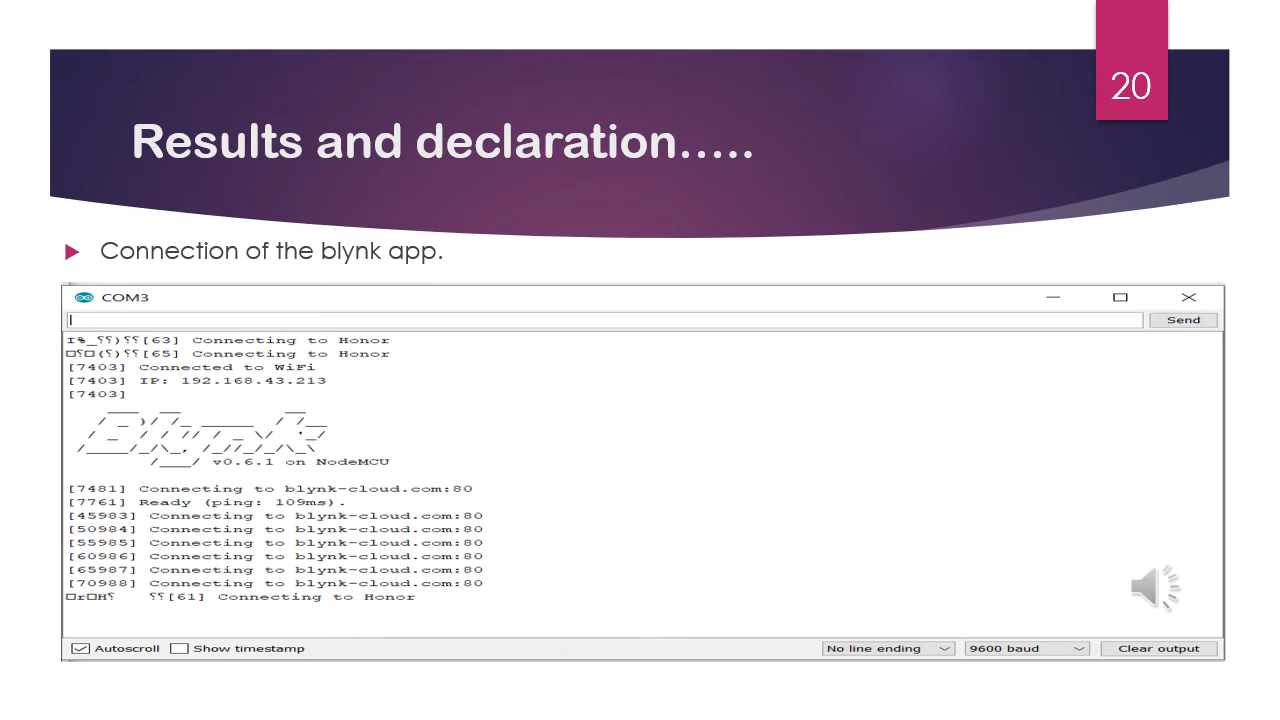 20
Results and declaration.....
Connection of the blynk app.
COM3
Send
I%_⸮⸮)⸮⸮[63] Connecting to Honor
□⸮□(⸮)⸮⸮[65] Connecting to Honor
[7403] Connected to WiFi
[7403] IP: 192.168.43.213
[7403]
Blynk
v0.6.1 on NodeMCU
[7481] Connecting to blynk-cloud.com:80
[7761] Ready (ping: 109ms).
[45983] Connecting to blynk-cloud.com:80
[50984] Connecting to blynk-cloud.com:80
[55985] Connecting to blynk-cloud.com:80
[60986] Connecting to blynk-cloud.com:80
[65987] Connecting to blynk-cloud.com:80
[70988] Connecting to blynk-cloud.com:80
□r□H⸮ ⸮⸮[61] Connecting to Honor
Autoscroll Show timestamp No line ending 9600 baud Clear output